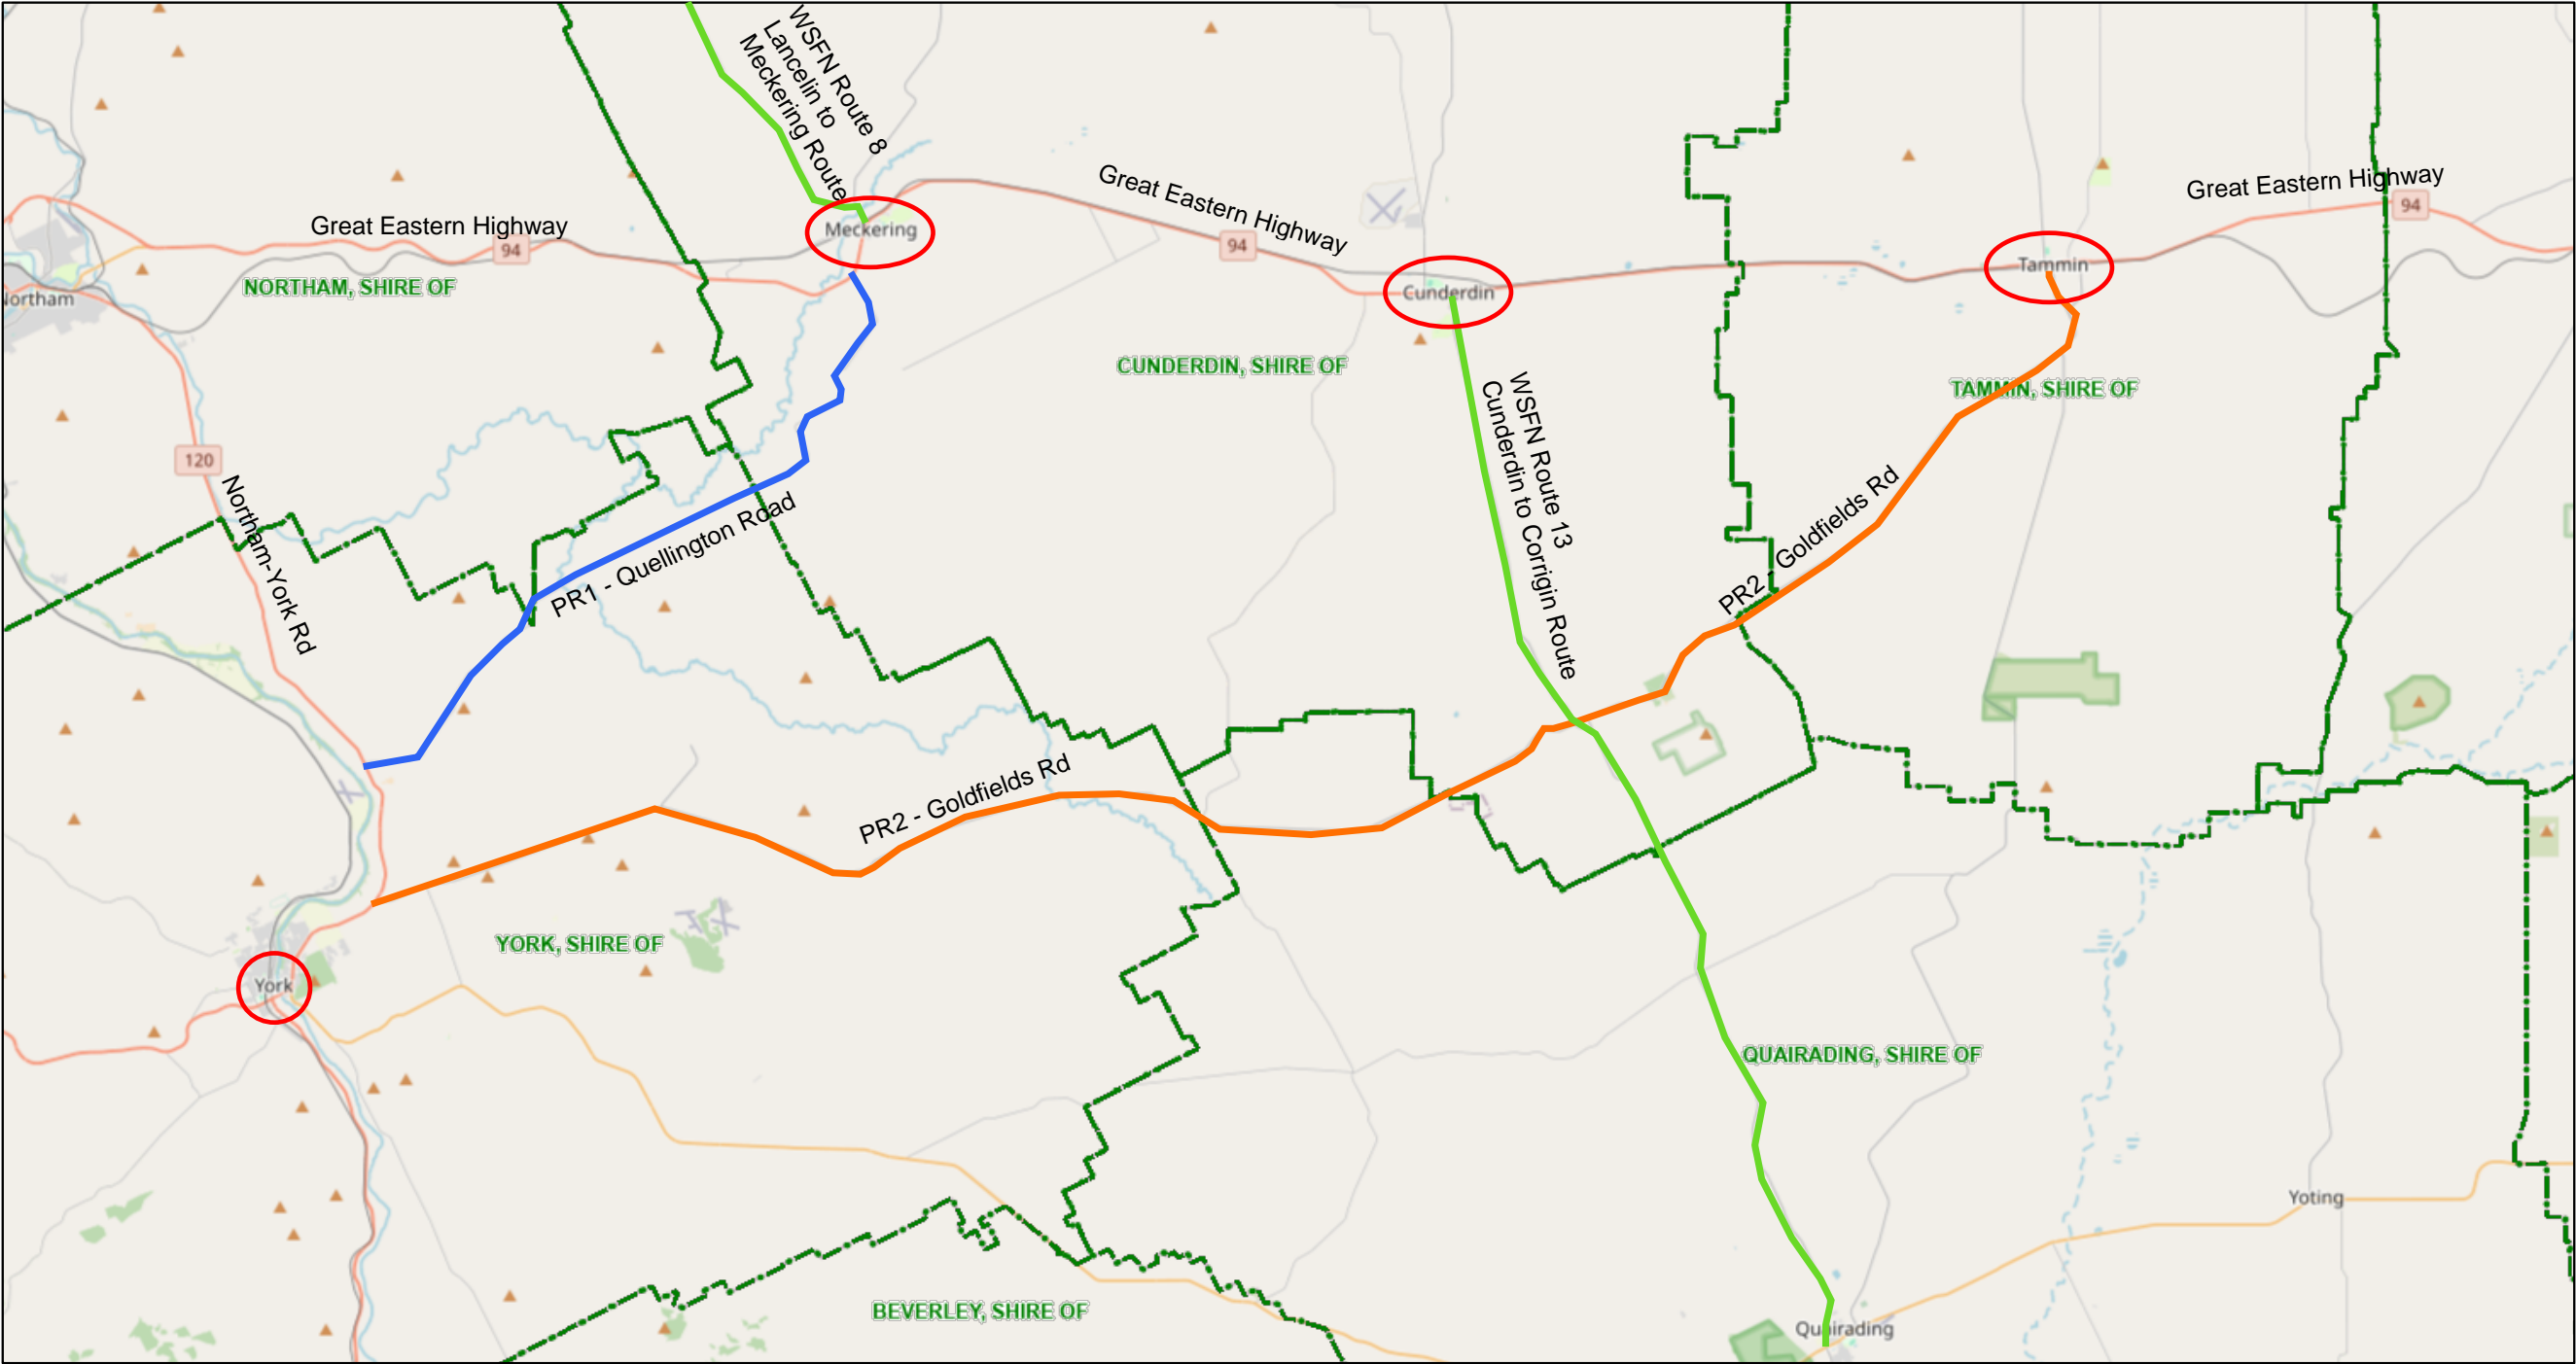 WSFN Route 8
Lancelin to
Meckering Route
Great Eastern Highway
94
Meckering
Great Eastern Highway
94
Great Eastern Highway
94
NORTHAM, SHIRE OF
Northam
Cunderdin
Tammin
CUNDERDIN, SHIRE OF
TAMMIN, SHIRE OF
120
Northam-York Rd
PR1 - Quellington Road
WSFN Route 13
Cunderdin to Corrigin Route
PR2 - Goldfields Rd
PR2 - Goldfields Rd
YORK, SHIRE OF
York
QUAIRADING, SHIRE OF
Yoting
BEVERLEY, SHIRE OF
Quairading